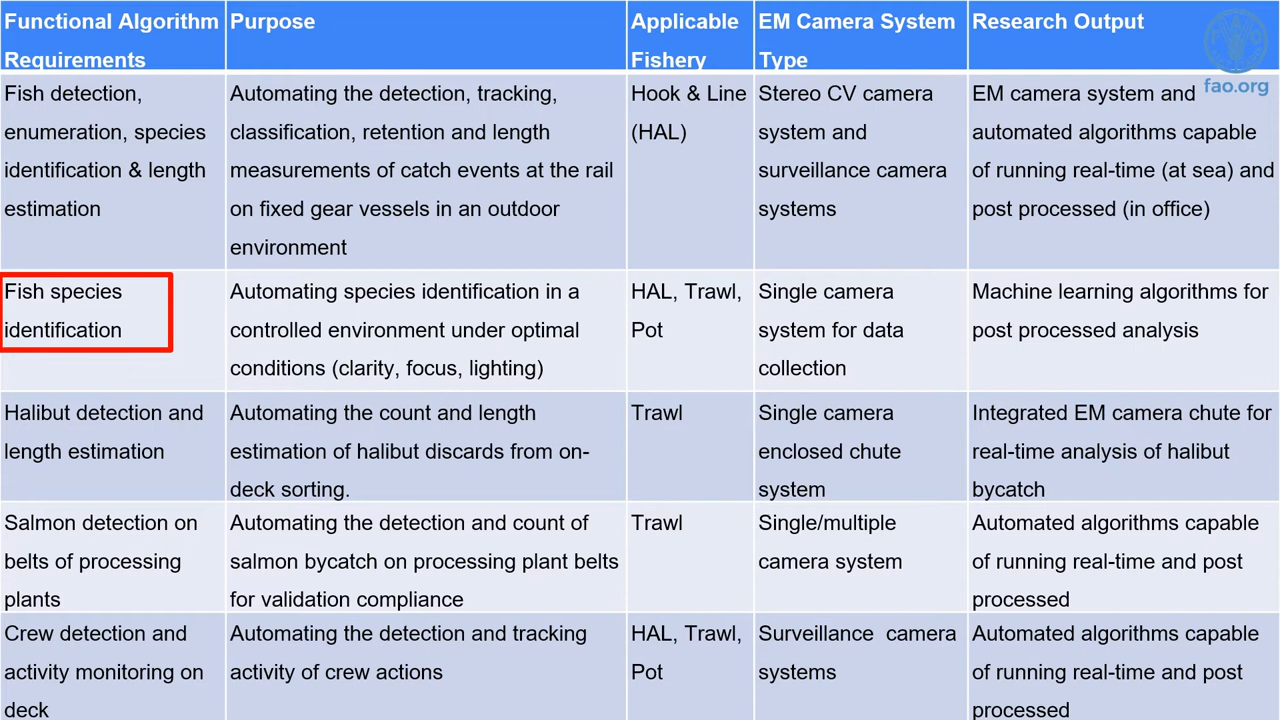 Functional Algorithm Requirements
Purpose
Applicable Fishery
EM Camera System Type
Research Output
fao.org
Fish detection,
enumeration, species
identification & length
estimation
Automating the detection, tracking,
classification, retention and length
measurements of catch events at the rail
on fixed gear vessels in an outdoor
environment
Hook & Line
(HAL)
Stereo CV camera
system and
surveillance camera
systems
EM camera system and
automated algorithms capable
of running real-time (at sea) and
post processed (in office)
Fish species
identification
Automating species identification in a
controlled environment under optimal
conditions (clarity, focus, lighting)
HAL, Trawl,
Pot
Single camera
system for data
collection
Machine learning algorithms for
post processed analysis
Halibut detection and
length estimation
Automating the count and length
estimation of halibut discards from on-
deck sorting.
Trawl
Single camera
enclosed chute
system
Integrated EM camera chute for
real-time analysis of halibut
bycatch
Salmon detection on
belts of processing
plants
Automating the detection and count of
salmon bycatch on processing plant belts
for validation compliance
Trawl
Single/multiple
camera system
Automated algorithms capable
of running real-time and post
processed
Crew detection and
activity monitoring on
deck
Automating the detection and tracking
activity of crew actions
HAL, Trawl,
Pot
Surveillance camera
systems
Automated algorithms capable
of running real-time and post
processed